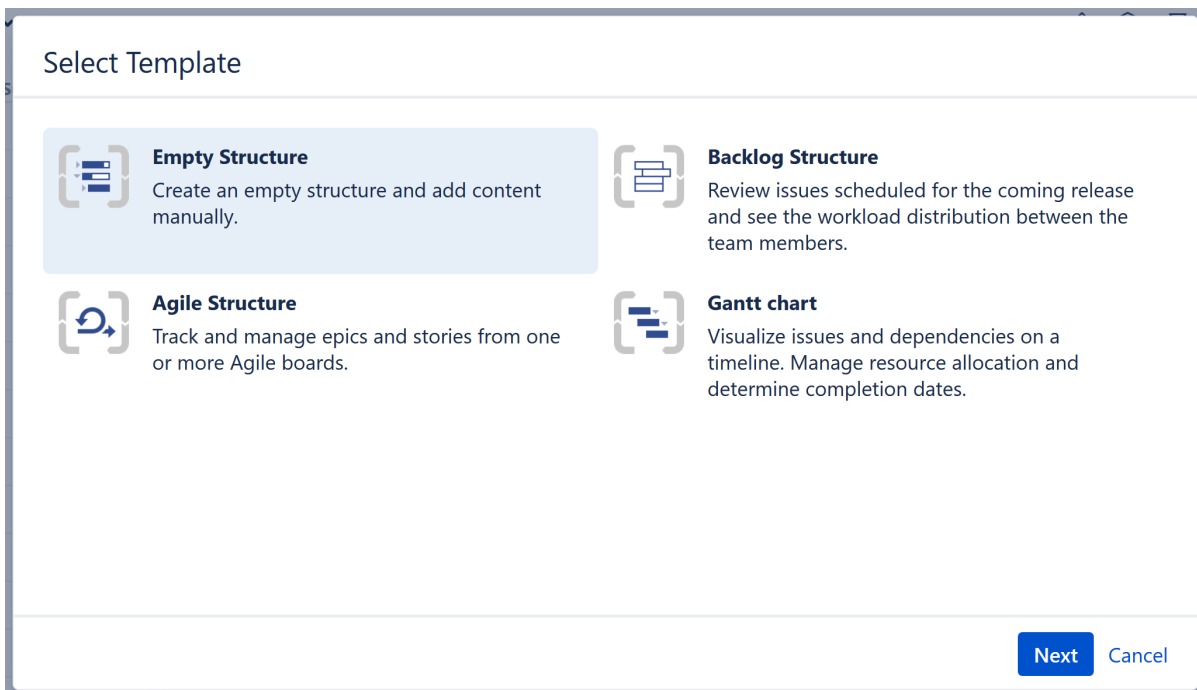 Select Template
Empty Structure
Create an empty structure and add content
manually.
Backlog Structure
Review issues scheduled for the coming release
and see the workload distribution between the
team members.
Agile Structure
Track and manage epics and stories from one
or more Agile boards.
Gantt chart
Visualize issues and dependencies on a
timeline. Manage resource allocation and
determine completion dates.
Next
Cancel